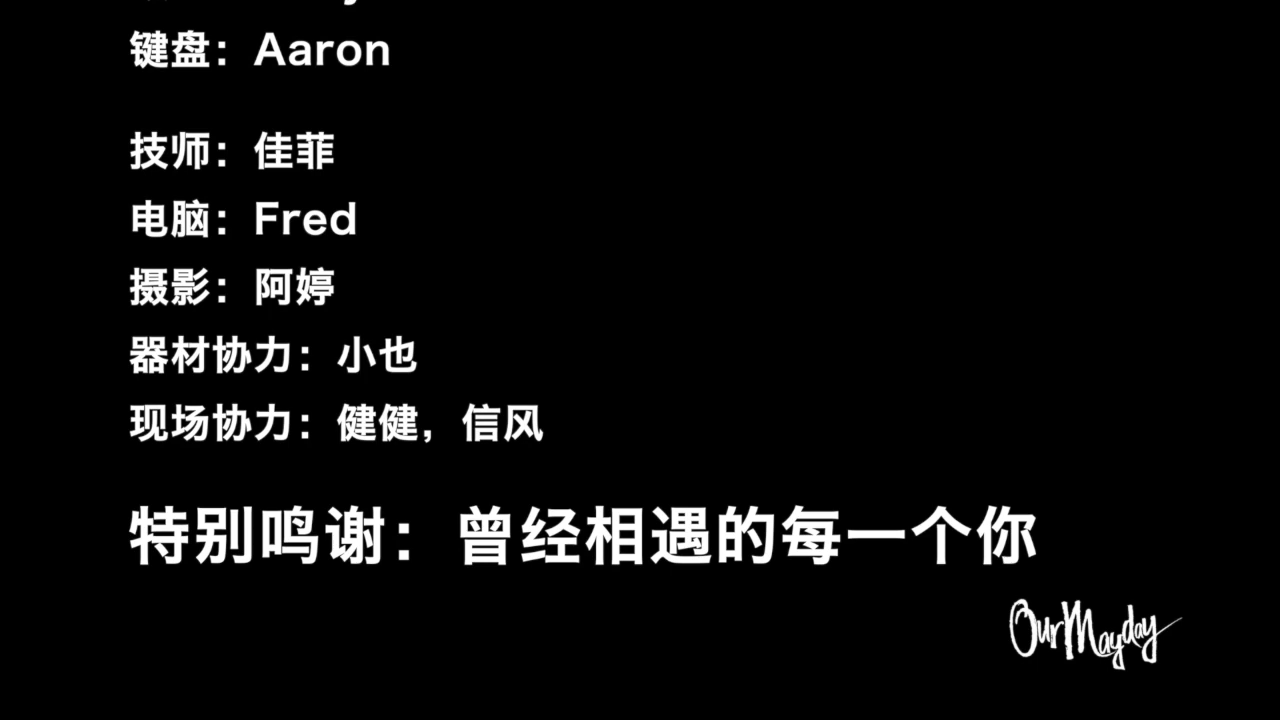 键盘：Aaron
技师：佳菲
电脑：Fred
摄影：阿婷
器材协力：小也
现场协力：健健，信风
特别鸣谢：曾经相遇的每一个你
OurMayday